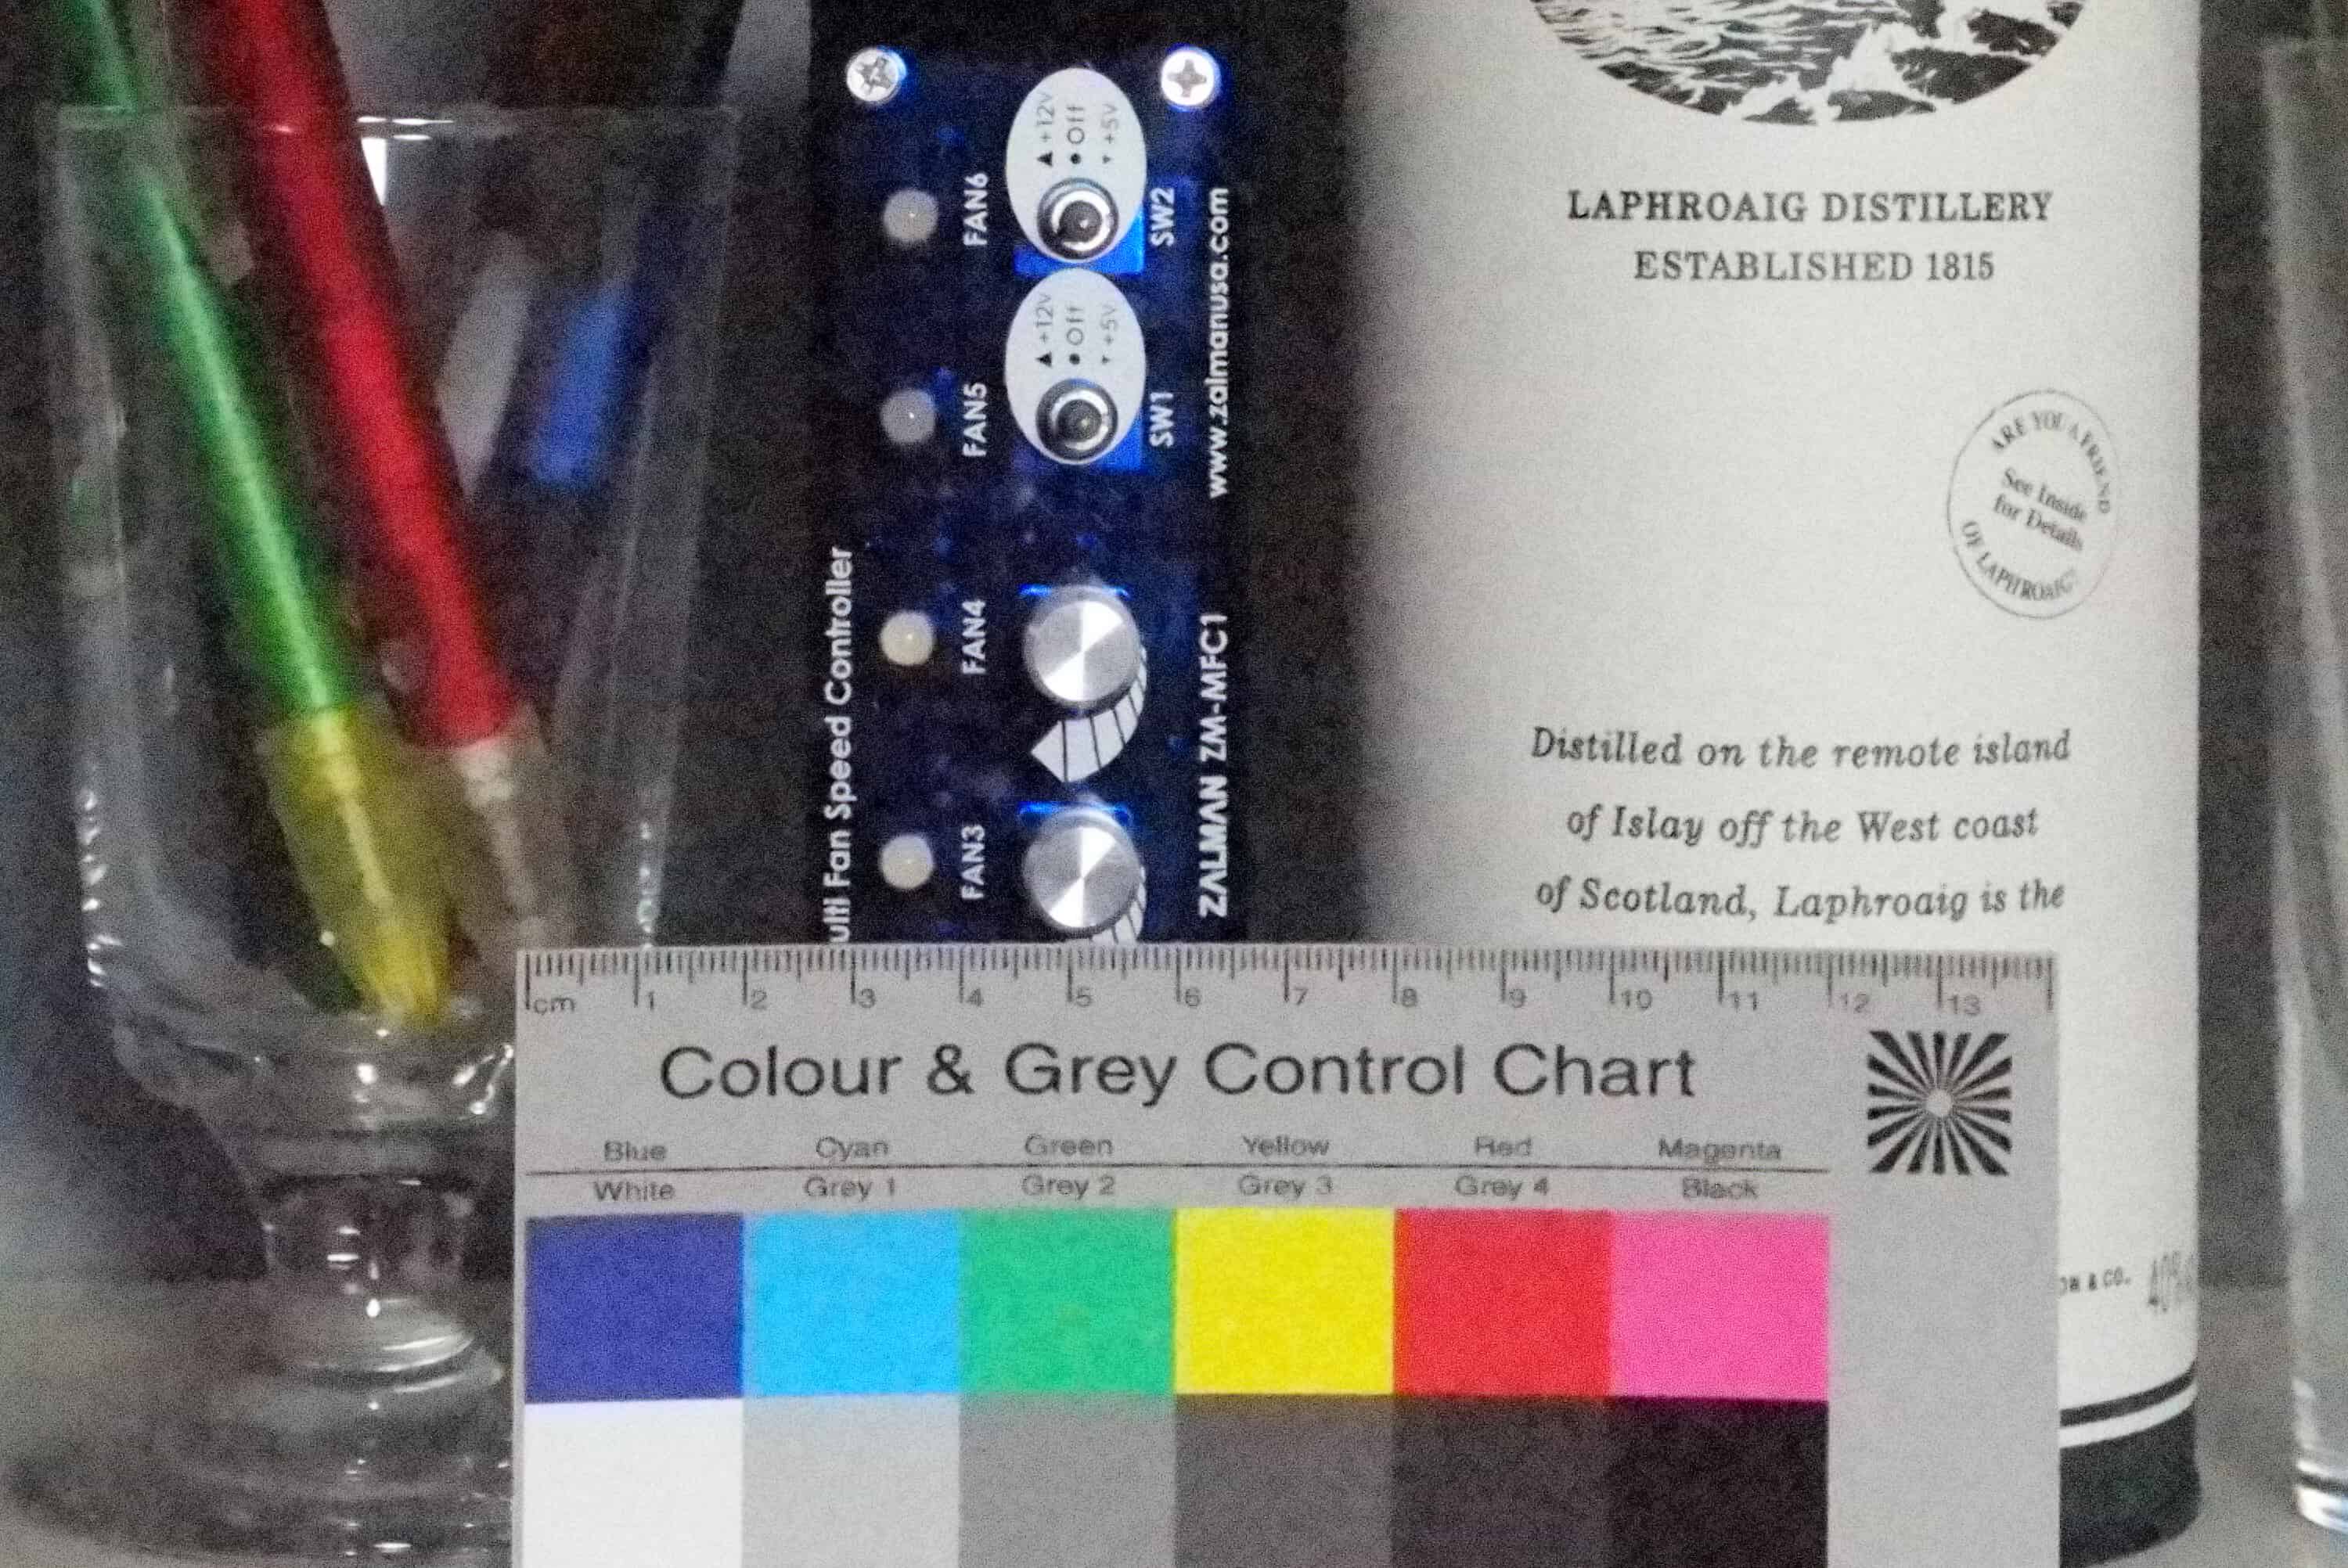 FAN6
▲ +12V
● Off
▼ +5V
SW2
FAN5
▲ +12V
● Off
▼ +5V
SW1
www.zalmanusa.com
FAN4
FAN3
ulti Fan Speed Controller
ZALMAN ZM-MFC1
LAPHROAIG DISTILLERY
ESTABLISHED 1815
ARE YOU A FRIEND
See Inside
for Details
OF LAPHROAIG?
Distilled on the remote island
of Islay off the West coast
of Scotland, Laphroaig is the
& CO.
cm 1 2 3 4 5 6 7 8 9 10 11 12 13
Colour & Grey Control Chart
Blue Cyan Green Yellow Red Magenta
White Grey 1 Grey 2 Grey 3 Grey 4 Black